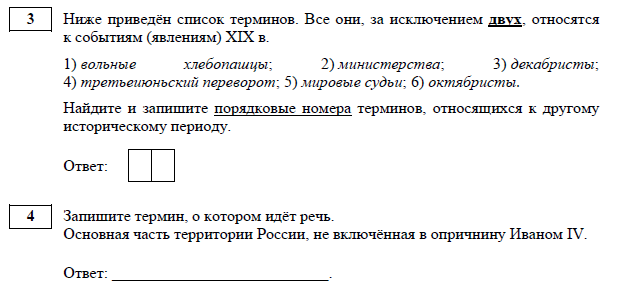 3
Ниже приведён список терминов. Все они, за исключением двух, относятся
к событиям (явлениям) XIX в.
1) вольные хлебопашцы; 2) министерства; 3) декабристы;
4) третьеиюньский переворот; 5) мировые судьи; 6) октябристы.
Найдите и запишите порядковые номера терминов, относящихся к другому
историческому периоду.
Ответ:
4
Запишите термин, о котором идёт речь.
Основная часть территории России, не включённая в опричнину Иваном IV.
Ответ: ___________________________.